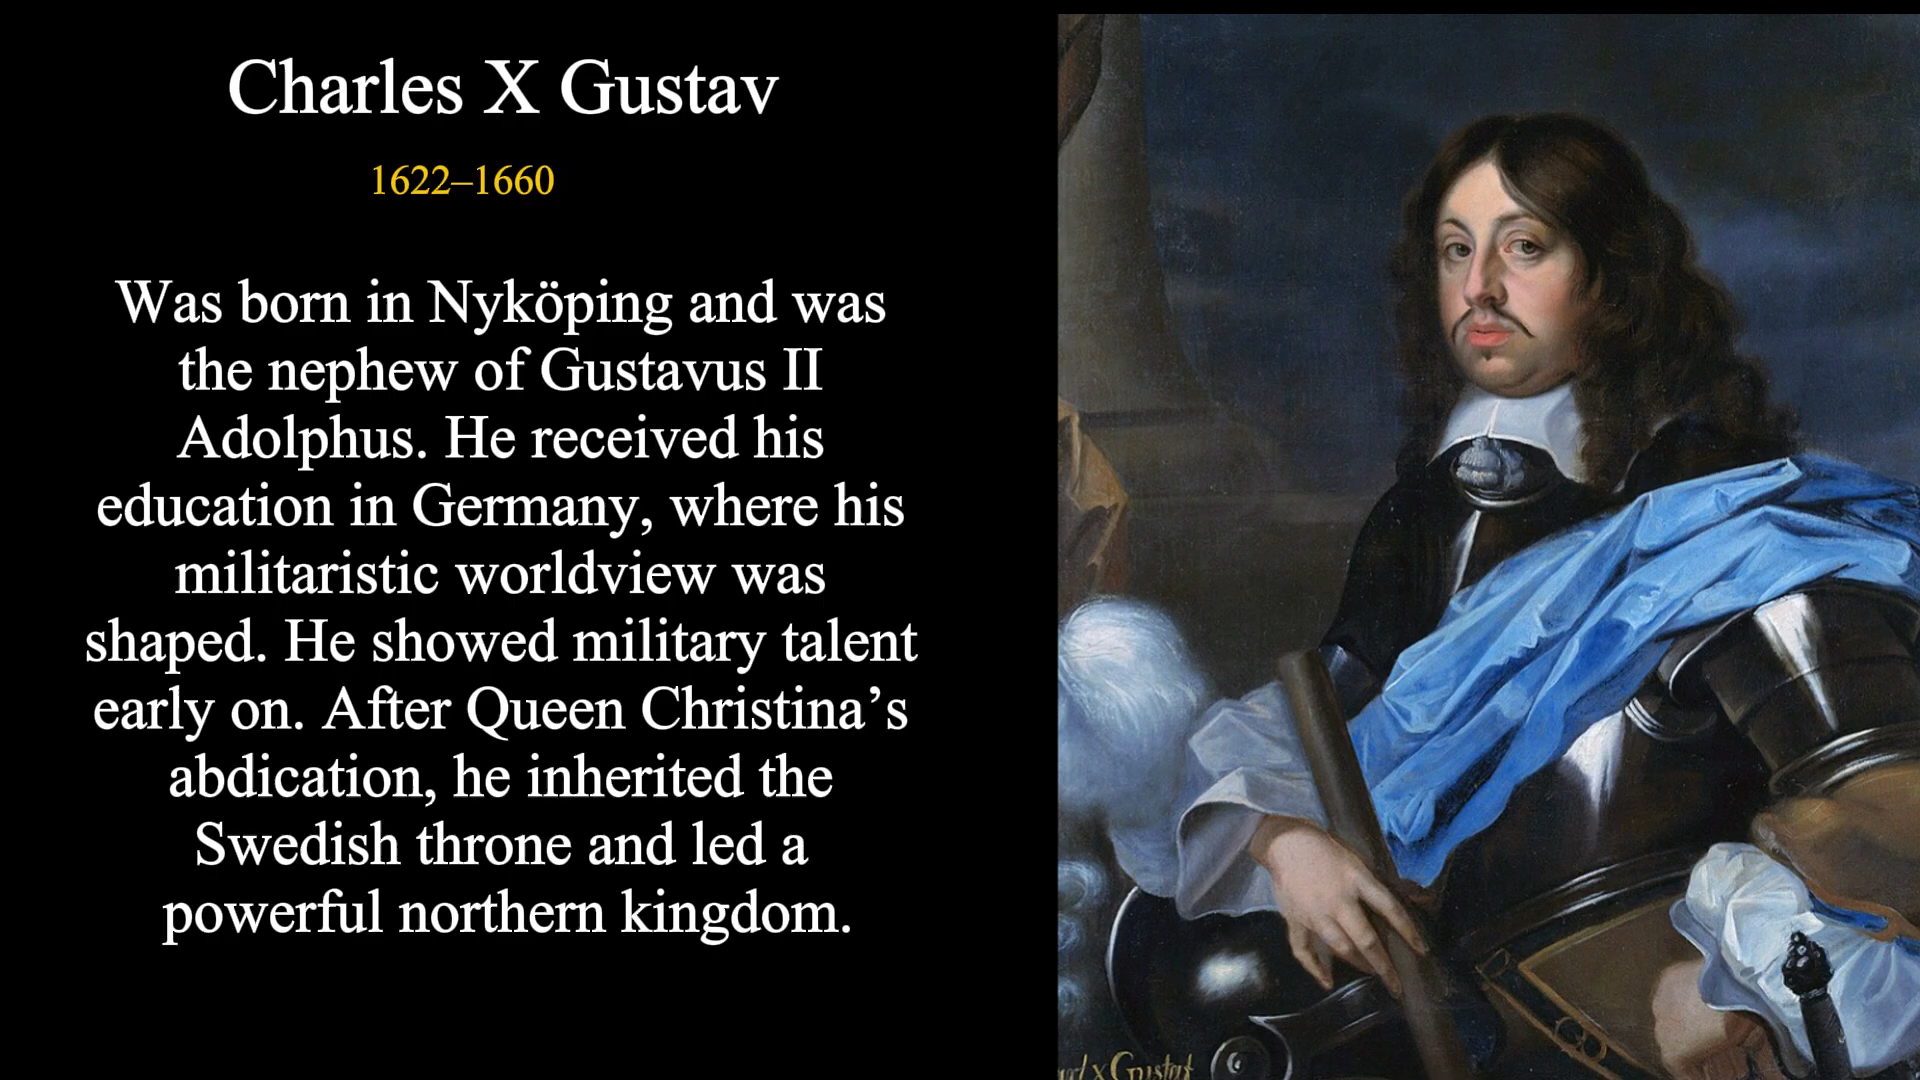 Charles X Gustav
1622–1660
Was born in Nyköping and was
the nephew of Gustavus II
Adolphus. He received his
education in Germany, where his
militaristic worldview was
shaped. He showed military talent
early on. After Queen Christina’s
abdication, he inherited the
Swedish throne and led a
powerful northern kingdom.
X Gustaf